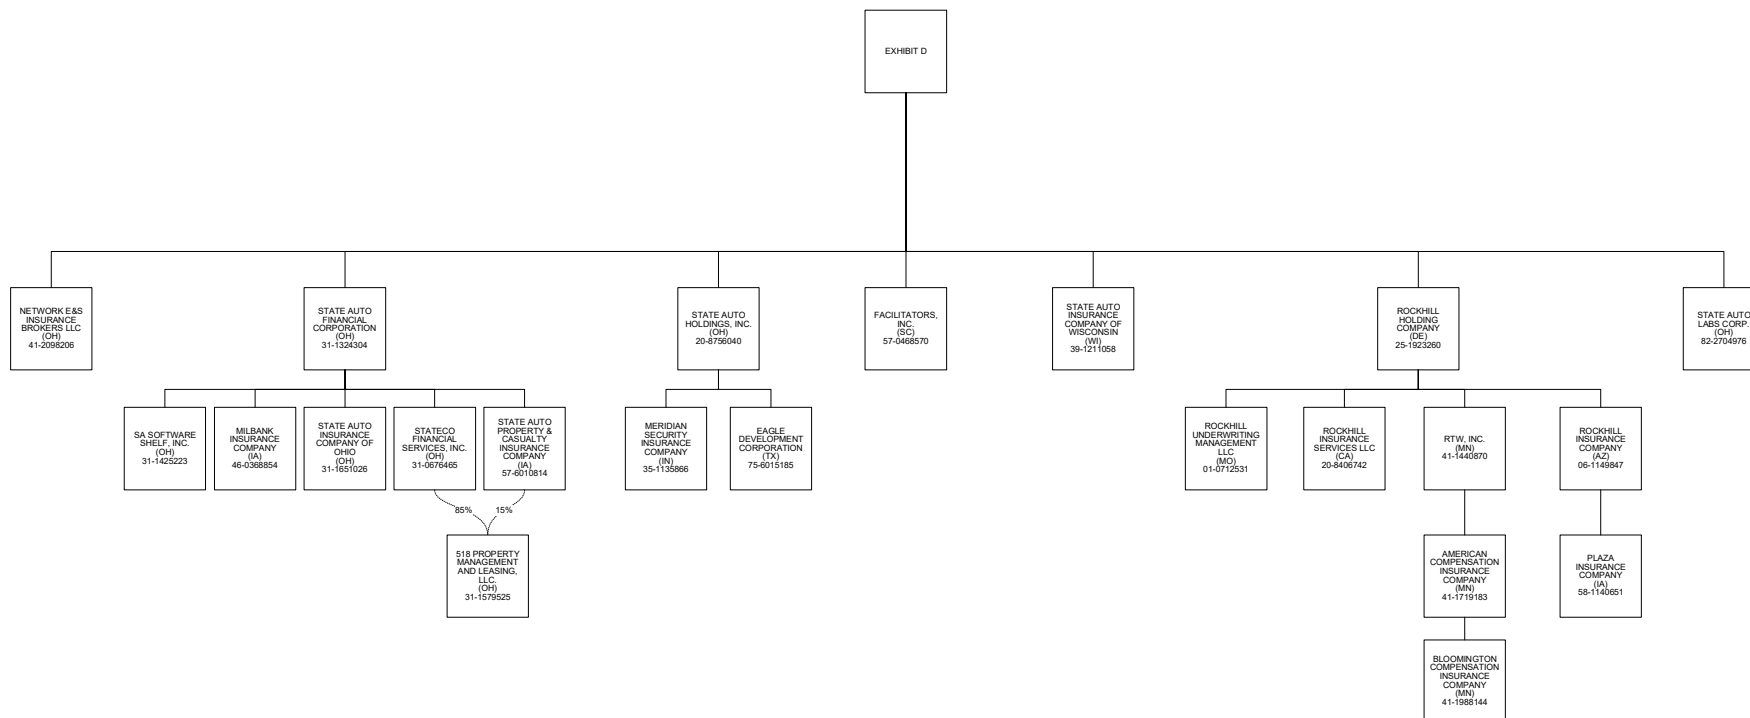 EXHIBIT D
NETWORK E&S
INSURANCE
BROKERS LLC
(OH)
41-2098206
STATE AUTO
FINANCIAL
CORPORATION
(OH)
31-1324304
STATE AUTO
HOLDINGS, INC.
(OH)
20-8756040
FACILITATORS,
INC.
(SC)
57-0468570
STATE AUTO
INSURANCE
COMPANY OF
WISCONSIN
(WI)
39-1211058
ROCKHILL
HOLDING
COMPANY
(DE)
25-1923260
STATE AUTO
LABS CORP.
(OH)
82-2704976
SA SOFTWARE
SHELF, INC.
(OH)
31-1425223
MILBANK
INSURANCE
COMPANY
(IA)
46-0368854
STATE AUTO
INSURANCE
COMPANY OF
OHIO
(OH)
31-1651026
STATECO
FINANCIAL
SERVICES, INC.
(OH)
31-0676465
STATE AUTO
PROPERTY &
CASUALTY
INSURANCE
COMPANY
(IA)
57-6010814
MERIDIAN
SECURITY
INSURANCE
COMPANY
(IN)
35-1135866
EAGLE
DEVELOPMENT
CORPORATION
(TX)
75-6015185
ROCKHILL
UNDERWRITING
MANAGEMENT
LLC
(MO)
01-0712531
ROCKHILL
INSURANCE
SERVICES LLC
(CA)
20-8406742
RTW, INC.
(MN)
41-1440870
ROCKHILL
INSURANCE
COMPANY
(AZ)
06-1149847
85%
15%
518 PROPERTY
MANAGEMENT
AND LEASING,
LLC.
(OH)
31-1579525
AMERICAN
COMPENSATION
INSURANCE
COMPANY
(MN)
41-1719183
PLAZA
INSURANCE
COMPANY
(IA)
58-1140651
BLOOMINGTON
COMPENSATION
INSURANCE
COMPANY
(MN)
41-1988144